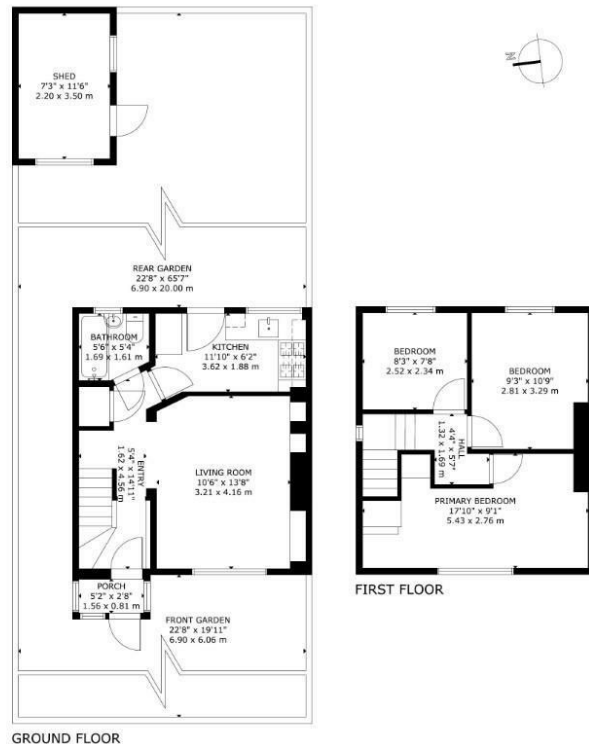 SHED
7'3" x 11'6"
2.20 x 3.50 m
N
REAR GARDEN
22'8" x 65'7"
6.90 x 20.00 m
BATHROOM
5'6" x 5'4"
1.69 x 1.61 m
KITCHEN
11'10" x 6'2"
3.62 x 1.88 m
ENTRY
5'4" x 14'11"
1.62 x 4.56 m
LIVING ROOM
10'6" x 13'8"
3.21 x 4.16 m
PORCH
5'2" x 2'8"
1.56 x 0.81 m
FRONT GARDEN
22'8" x 19'11"
6.90 x 6.06 m
GROUND FLOOR
BEDROOM
8'3" x 7'8"
2.52 x 2.34 m
BEDROOM
9'3" x 10'9"
2.81 x 3.29 m
HALL
4'4" x 5'7"
1.32 x 1.69 m
PRIMARY BEDROOM
17'10" x 9'1"
5.43 x 2.76 m
FIRST FLOOR